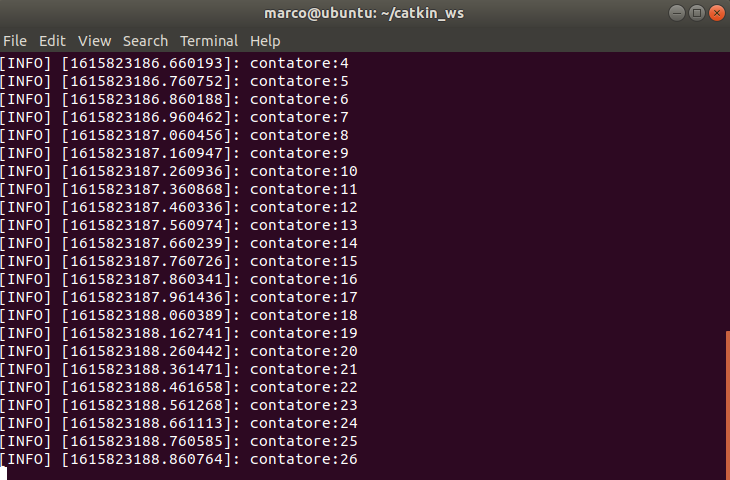 marco@ubuntu: ~/catkin_ws
File Edit View Search Terminal Help
[INFO] [1615823186.660193]: contatore:4
[INFO] [1615823186.760752]: contatore:5
[INFO] [1615823186.860188]: contatore:6
[INFO] [1615823186.960462]: contatore:7
[INFO] [1615823187.060456]: contatore:8
[INFO] [1615823187.160947]: contatore:9
[INFO] [1615823187.260936]: contatore:10
[INFO] [1615823187.360868]: contatore:11
[INFO] [1615823187.460336]: contatore:12
[INFO] [1615823187.560974]: contatore:13
[INFO] [1615823187.660239]: contatore:14
[INFO] [1615823187.760726]: contatore:15
[INFO] [1615823187.860341]: contatore:16
[INFO] [1615823187.961436]: contatore:17
[INFO] [1615823188.060389]: contatore:18
[INFO] [1615823188.162741]: contatore:19
[INFO] [1615823188.260442]: contatore:20
[INFO] [1615823188.361471]: contatore:21
[INFO] [1615823188.461658]: contatore:22
[INFO] [1615823188.561268]: contatore:23
[INFO] [1615823188.661113]: contatore:24
[INFO] [1615823188.760585]: contatore:25
[INFO] [1615823188.860764]: contatore:26